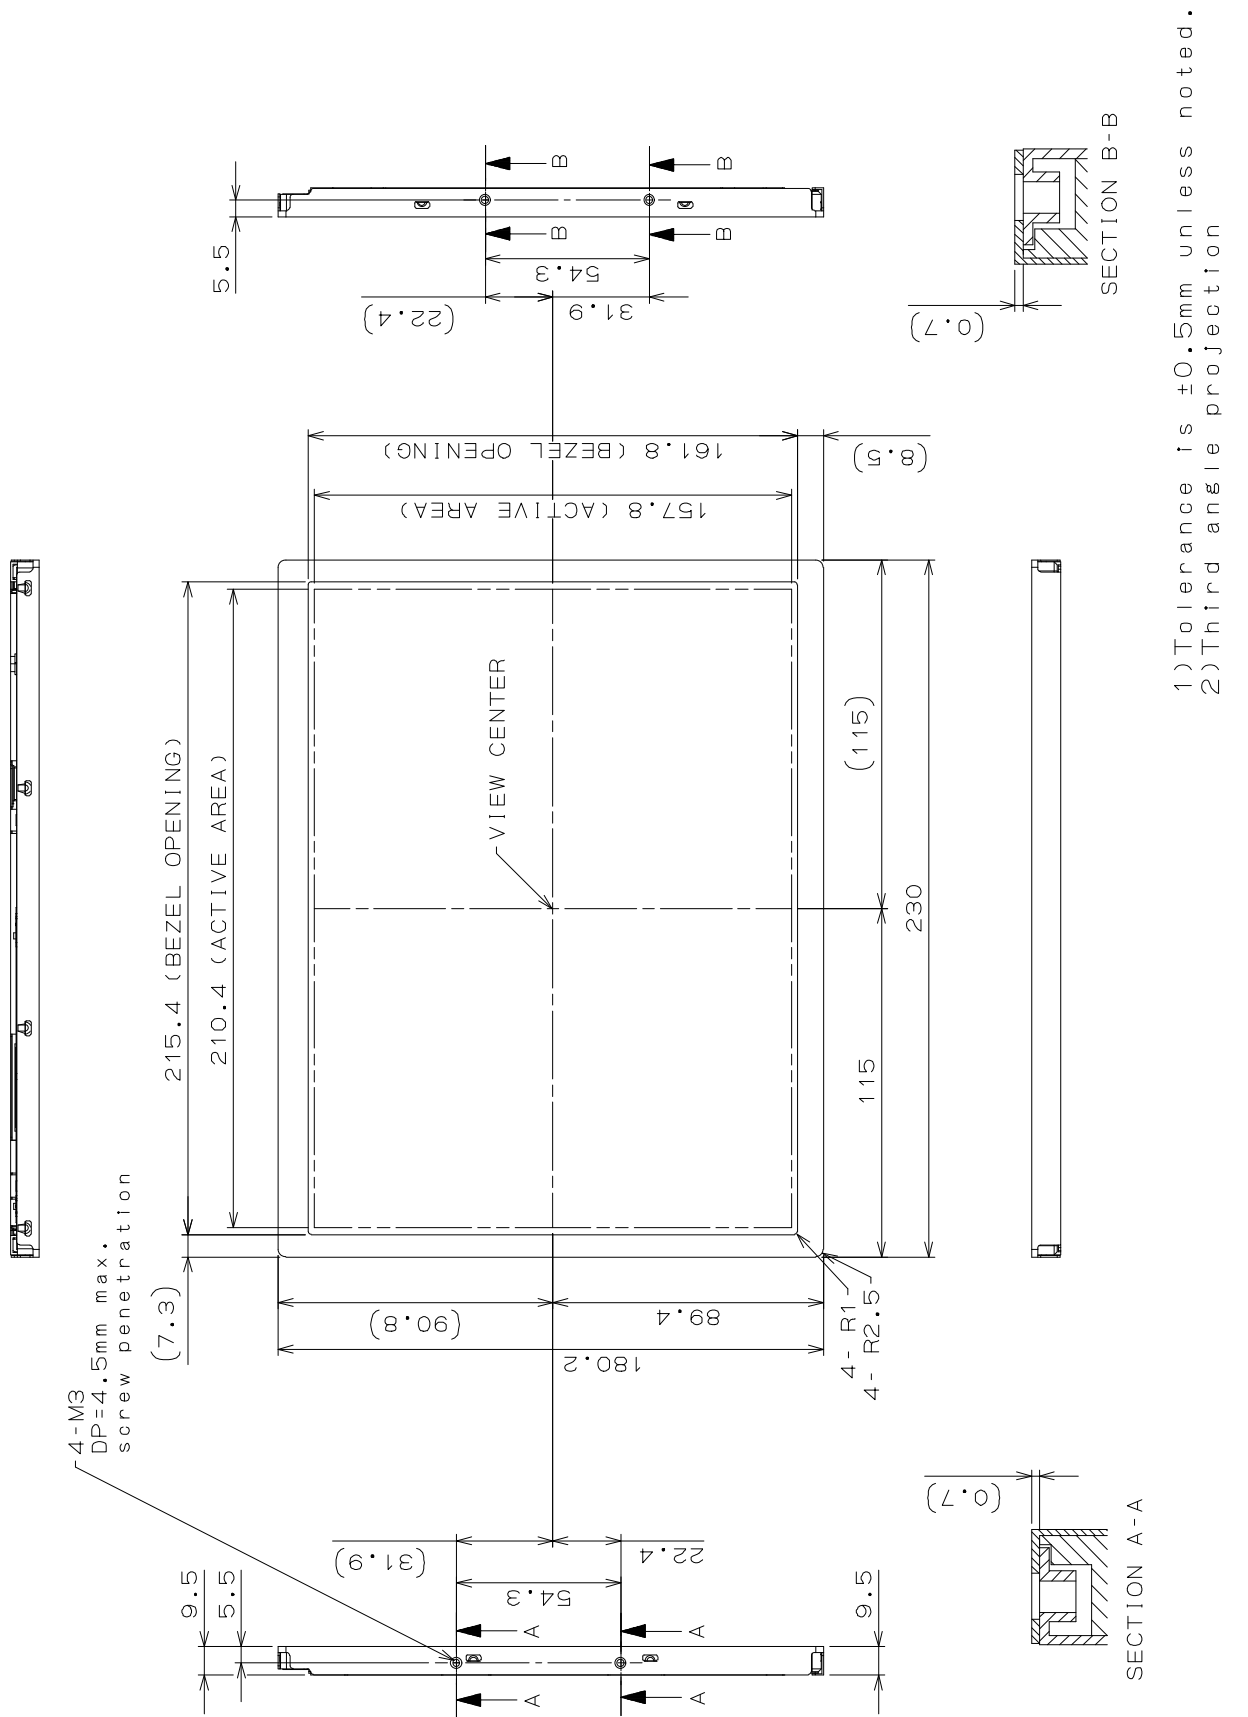 4-M3
DP=4.5mm max.
screw penetration
9.5
5.5
A
A
A
A
54.3
(31.9)
22.4
9.5
SECTION A-A
(0.7)
(7.3)
215.4 (BEZEL OPENING)
210.4 (ACTIVE AREA)
VIEW CENTER
180.2
(90.8)
89.4
4- R1
4- R2.5
115
(115)
230
157.8 (ACTIVE AREA)
161.8 (BEZEL OPENING)
(8.5)
5.5
B
B
B
B
54.3
(22.4)
31.9
SECTION B-B
(0.7)
1)Tolerance is ±0.5mm unless noted.
2)Third angle projection